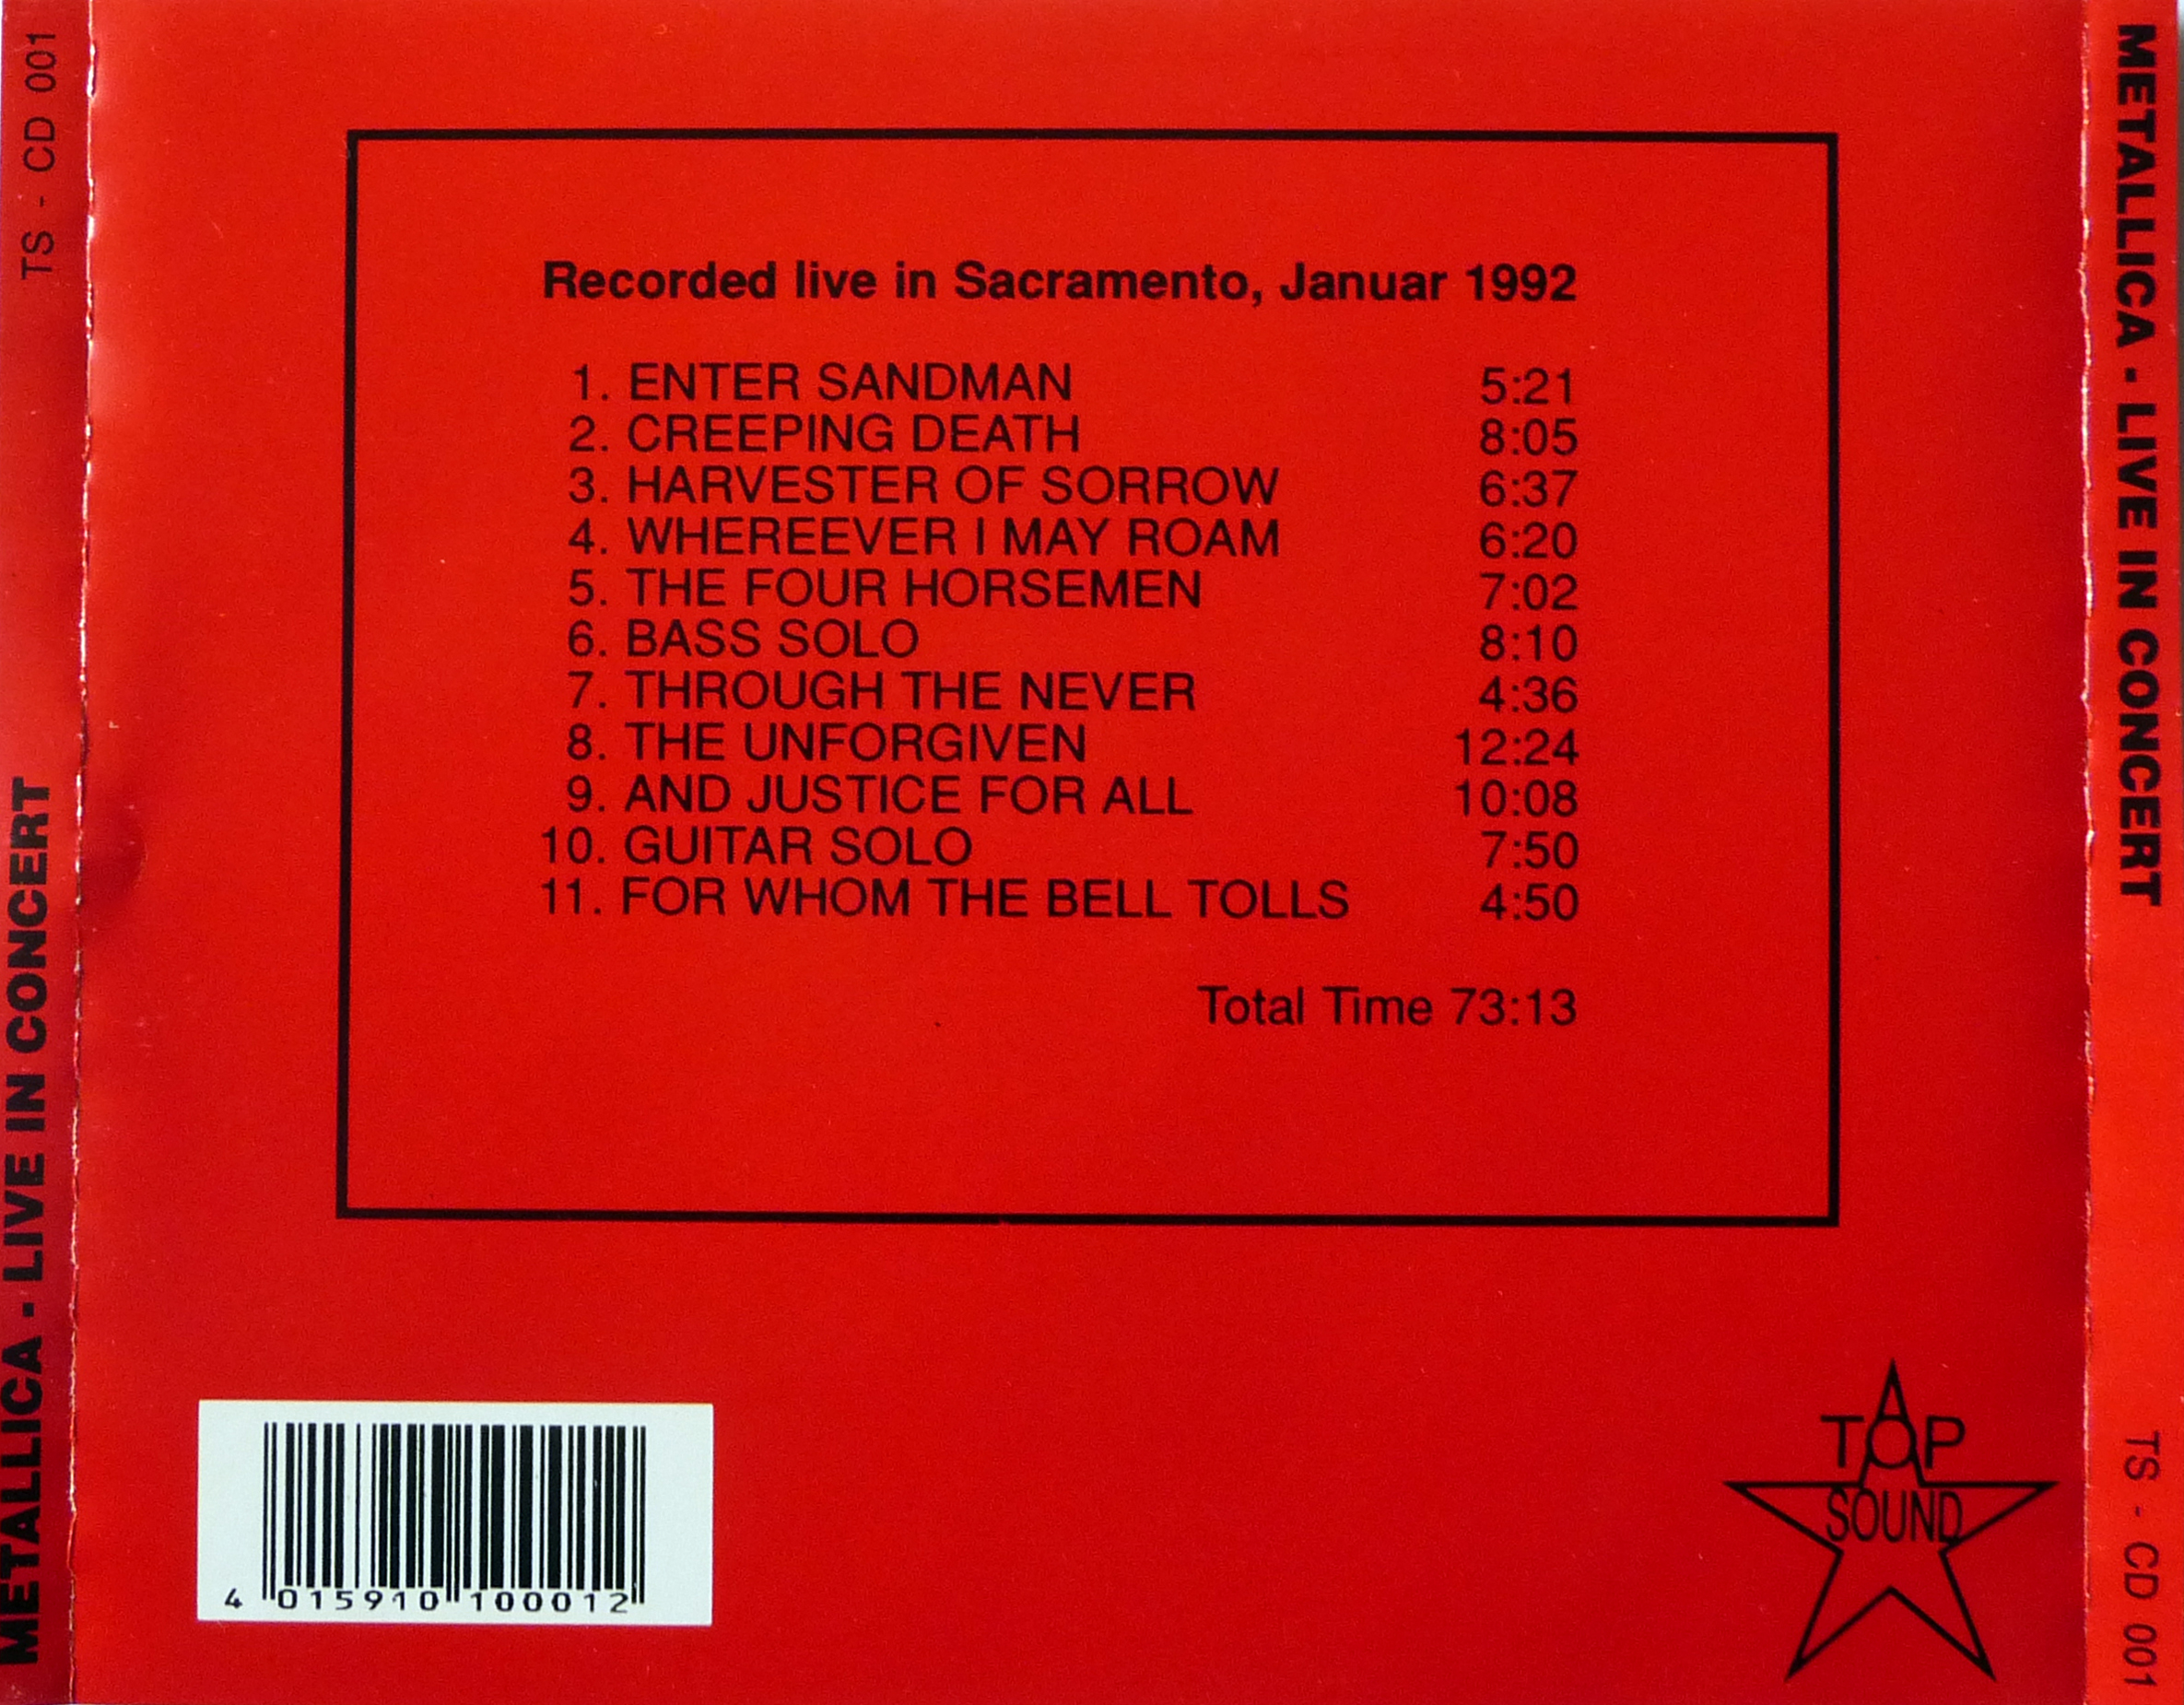 TS - CD 001
METALLICA - LIVE IN CONCERT
Recorded live in Sacramento, Januar 1992
1. ENTER SANDMAN 5:21
2. CREEPING DEATH 8:05
3. HARVESTER OF SORROW 6:37
4. WHEREEVER I MAY ROAM 6:20
5. THE FOUR HORSEMEN 7:02
6. BASS SOLO 8:10
7. THROUGH THE NEVER 4:36
8. THE UNFORGIVEN 12:24
9. AND JUSTICE FOR ALL 10:08
10. GUITAR SOLO 7:50
11. FOR WHOM THE BELL TOLLS 4:50
Total Time 73:13
4 015910 100012
TOP
SOUND
METALLICA - LIVE IN CONCERT
TS - CD 001